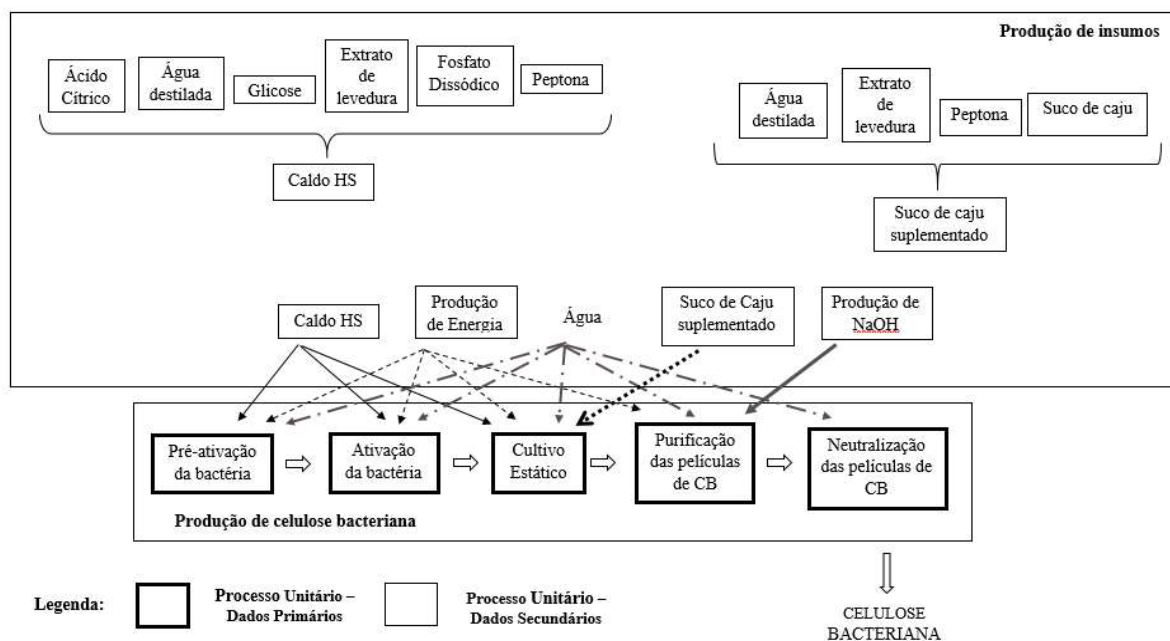 Produção de insumos
Ácido
Cítrico
Água
destilada
Glicose
Extrato
de
levedura
Fosfato
Dissódico
Peptona
Caldo HS
Água
destilada
Extrato
de
levedura
Peptona
Suco de caju
Suco de caju
suplementado
Caldo HS
Produção
de Energia
Água
Suco de Caju
suplementado
Produção de
NaOH
Pré-ativação
da bactéria
Ativação
da bactéria
Cultivo
Estático
Purificação
das películas
de CB
Neutralização
das películas de
CB
Produção de celulose bacteriana
Legenda:
Processo Unitário –
Dados Primários
Processo Unitário –
Dados Secundários
CELULOSE
BACTERIANA